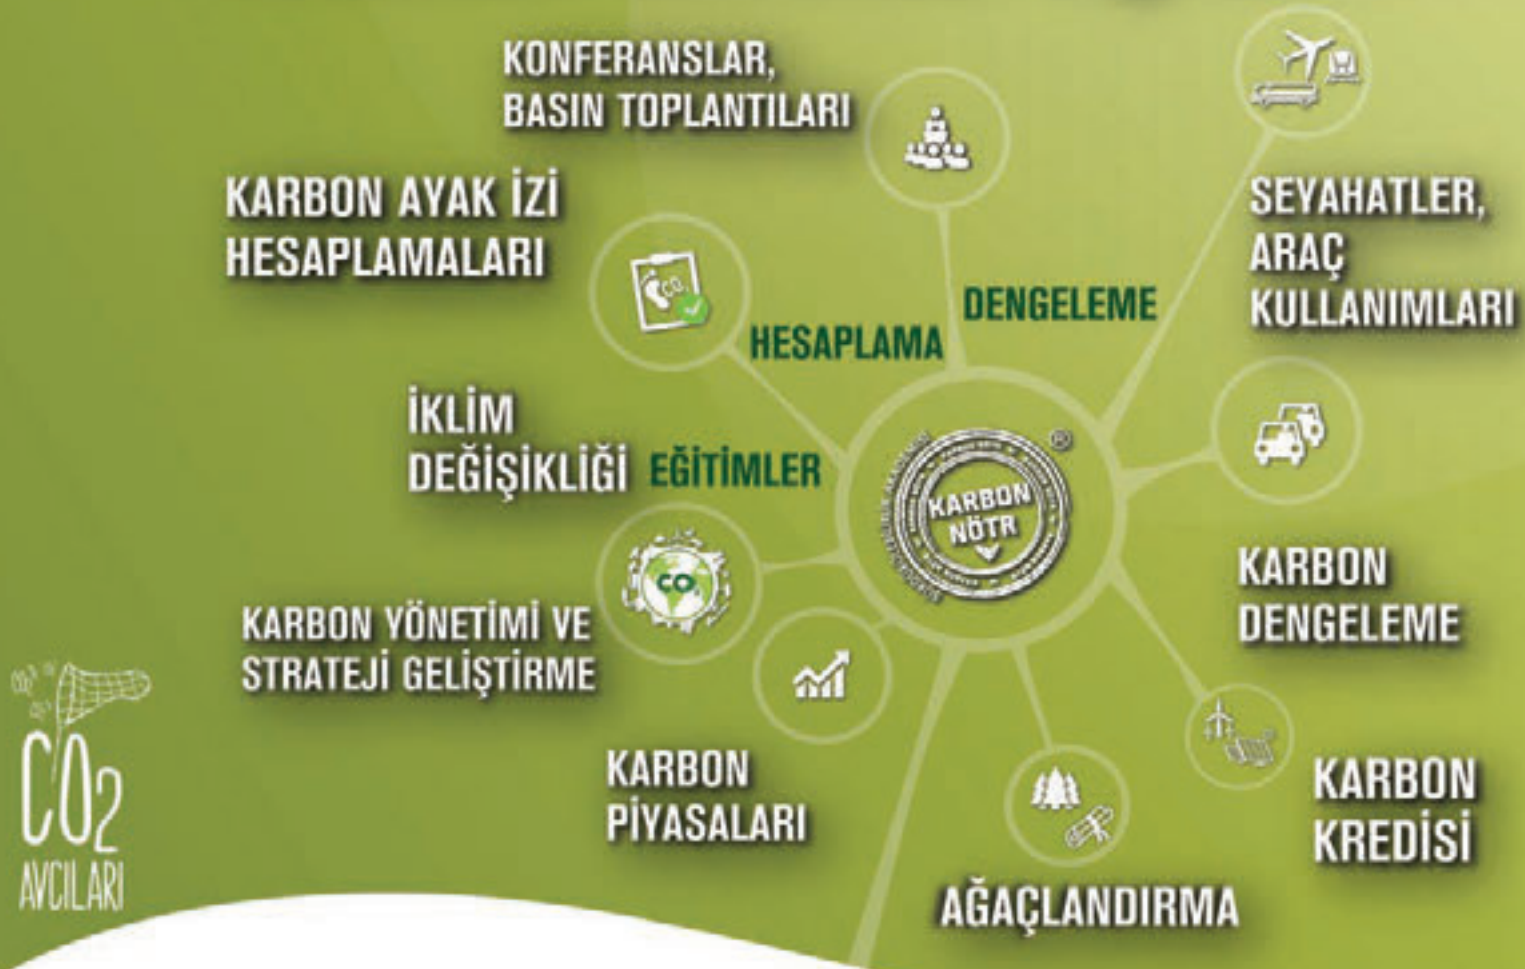 KONFERANSLAR,
BASIN TOPLANTILARI
KARBON AYAK İZİ
HESAPLAMALARI
SEYAHATLER,
ARAÇ
KULLANIMLARI
DENGELEME
HESAPLAMA
CO2
İKLİM
DEĞİŞİKLİĞİ
EĞİTİMLER
KARBON
NÖTR
®
CO2
KARBON
DENGELEME
KARBON YÖNETİMİ VE
STRATEJİ GELİŞTİRME
KARBON
PİYASALARI
KARBON
KREDİSİ
AĞAÇLANDIRMA
CO2
AVCILARI